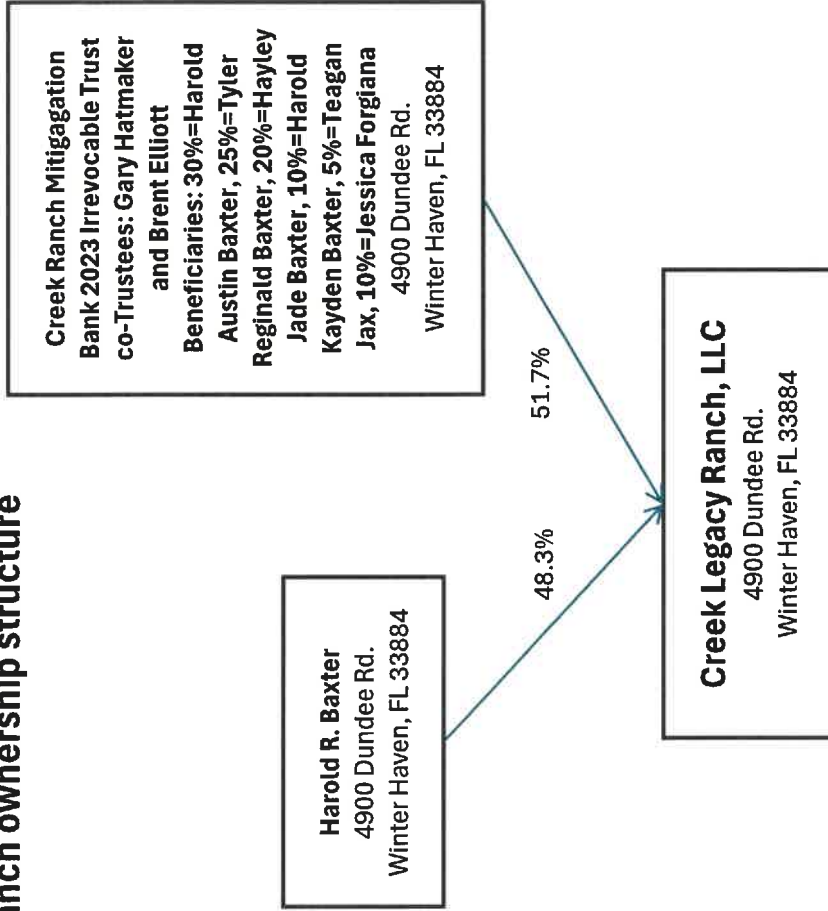 ownership structure
Creek Ranch Mitigagation
Bank 2023 Irrevocable Trust
co-Trustees: Gary Hatmaker
and Brent Elliott
Beneficiaries: 30%=Harold
Austin Baxter, 25%=Tyler
Reginald Baxter, 20%=Hayley
Jade Baxter, 10%=Harold
Kayden Baxter, 5%=Teagan
Jax, 10%=Jessica Forgiana
4900 Dundee Rd.
Winter Haven, FL 33884
Harold R. Baxter
4900 Dundee Rd.
Winter Haven, FL 33884
48.3%
51.7%
Creek Legacy Ranch, LLC
4900 Dundee Rd.
Winter Haven, FL 33884